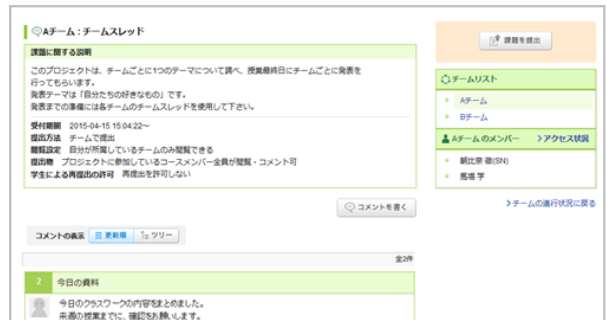 Aチーム：チームスレッド
課題に関する説明
このプロジェクトは、チームごとに1つのテーマについて調べ、授業最終日にチームごとに発表を
行ってもらいます。
発表テーマは「自分たちの好きなもの」です。
発表までの準備には各チームのチームスレッドを使用して下さい。
受付期間 2015-04-15 15:04:22～
提出方法 チームで提出
閲覧設定 自分が所属しているチームのみ閲覧できる
提出物 プロジェクトに参加しているコースメンバー全員が閲覧・コメント可
学生による再提出の許可 再提出を許可しない
コメントを書く
コメントの表示 更新順 ツリー
全2件
2 今日の資料
今日のクラスワークの内容をまとめました。
来週の授業までに、確認をお願いします。
課題を提出
チームリスト
Aチーム
Bチーム
Aチームのメンバー アクセス状況
朝比奈 徹(SN)
馬場 学
チームの進行状況に戻る